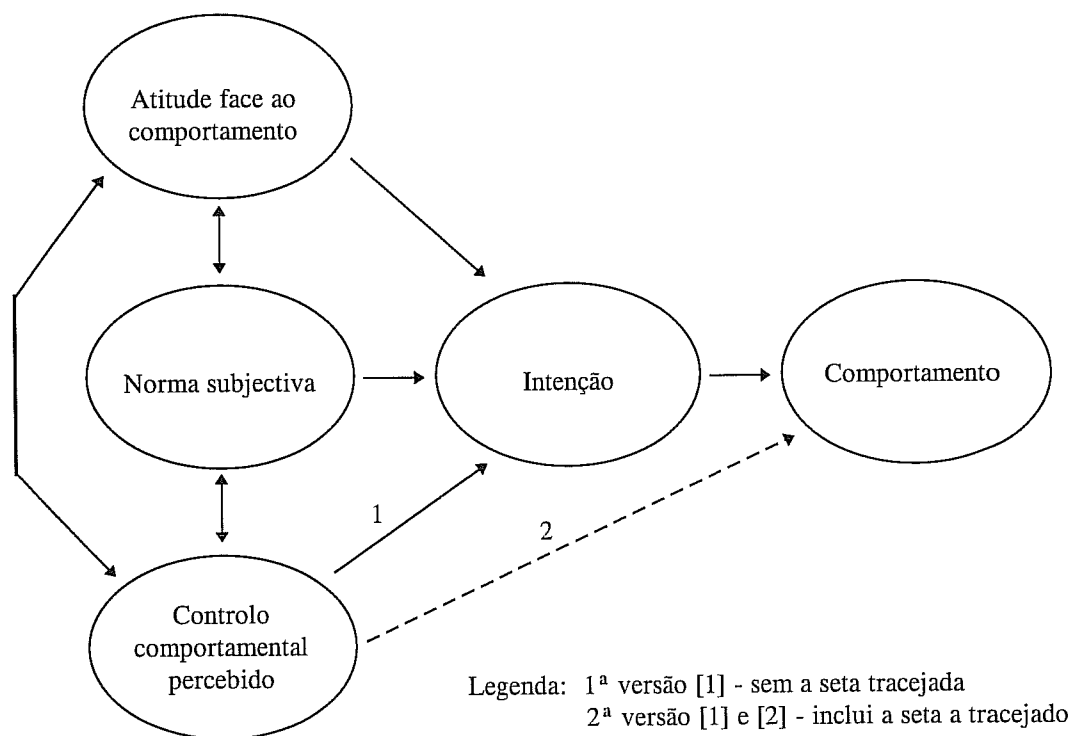 Atitude face ao
comportamento
Norma subjectiva
Intenção
Comportamento
1
2
Controlo
comportamental
percebido
Legenda: 1ª versão [1] - sem a seta tracejada
2ª versão [1] e [2] - inclui a seta a tracejado